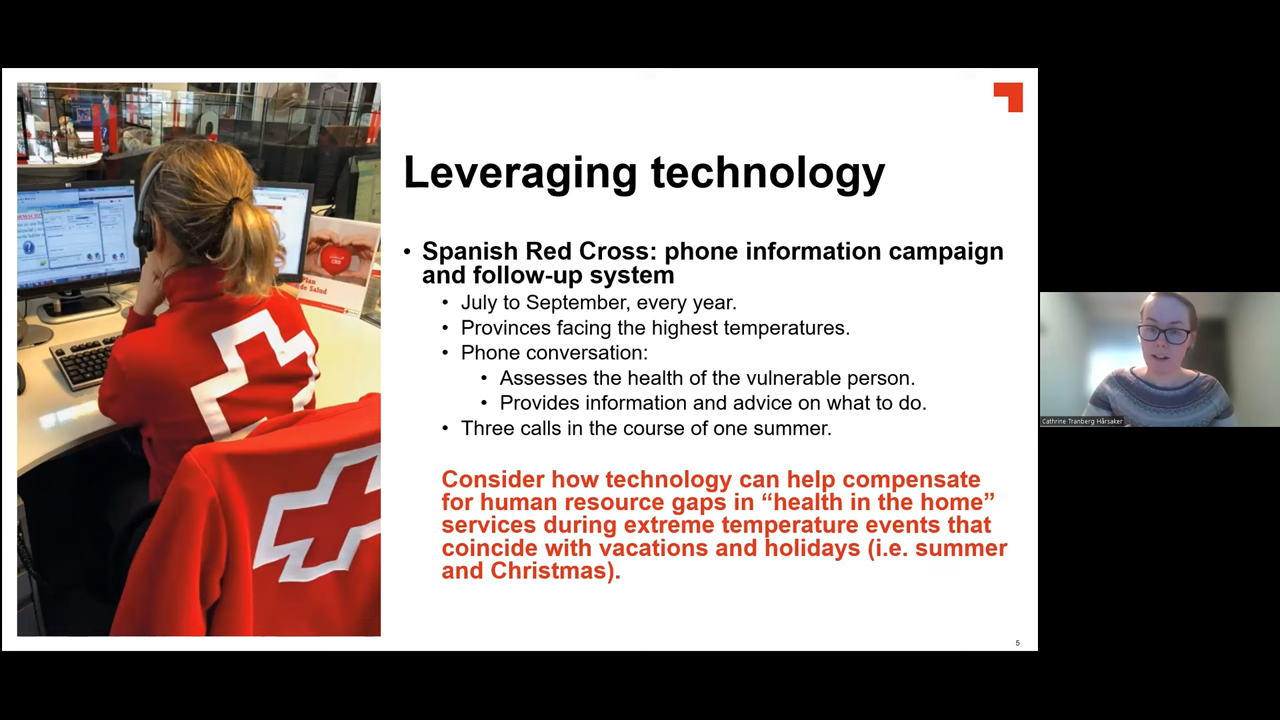 Leveraging technology
• Spanish Red Cross: phone information campaign
and follow-up system
• July to September, every year.
• Provinces facing the highest temperatures.
• Phone conversation:
• Assesses the health of the vulnerable person.
• Provides information and advice on what to do.
• Three calls in the course of one summer.
Consider how technology can help compensate
for human resource gaps in “health in the home”
services during extreme temperature events that
coincide with vacations and holidays (i.e. summer
and Christmas).
5
de Salud
Cathrine Tranberg Hårsaker